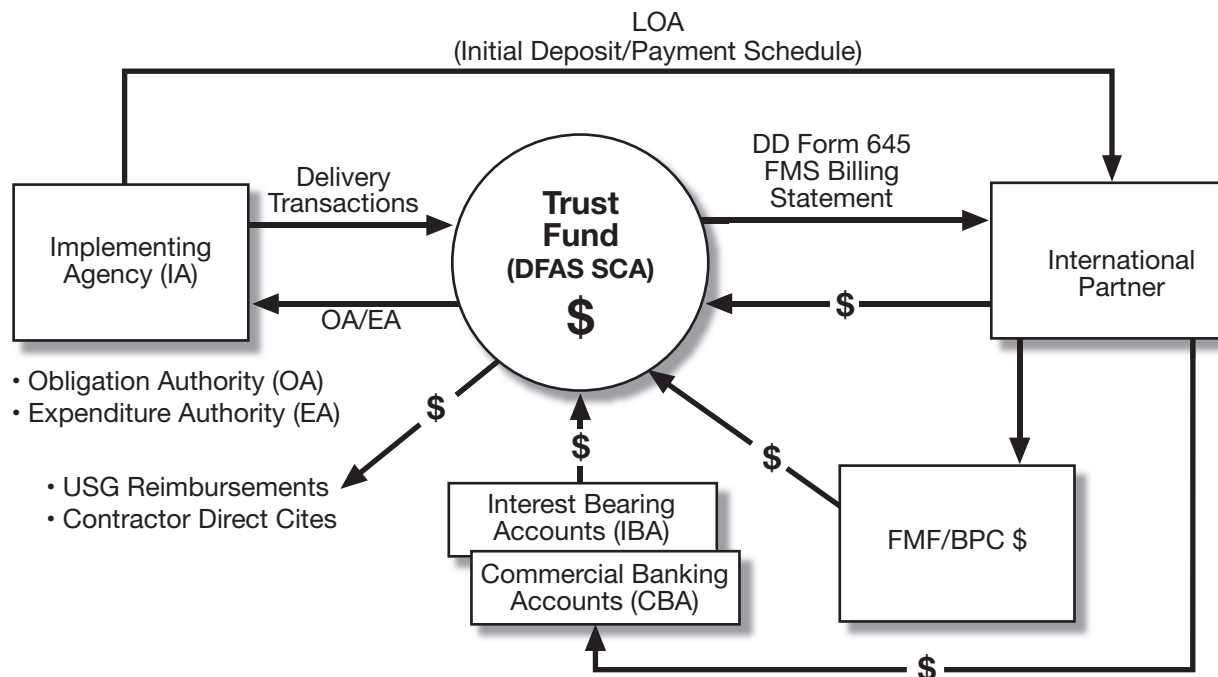 LOA
(Initial Deposit/Payment Schedule)
Delivery
Transactions
DD Form 645
FMS Billing
Statement
Implementing
Agency (IA)
Trust
Fund
(DFAS SCA)
$
International
Partner
OA/EA
$
• Obligation Authority (OA)
• Expenditure Authority (EA)
$
$
$
• USG Reimbursements
• Contractor Direct Cites
Interest Bearing
Accounts (IBA)
Commercial Banking
Accounts (CBA)
FMF/BPC $
$